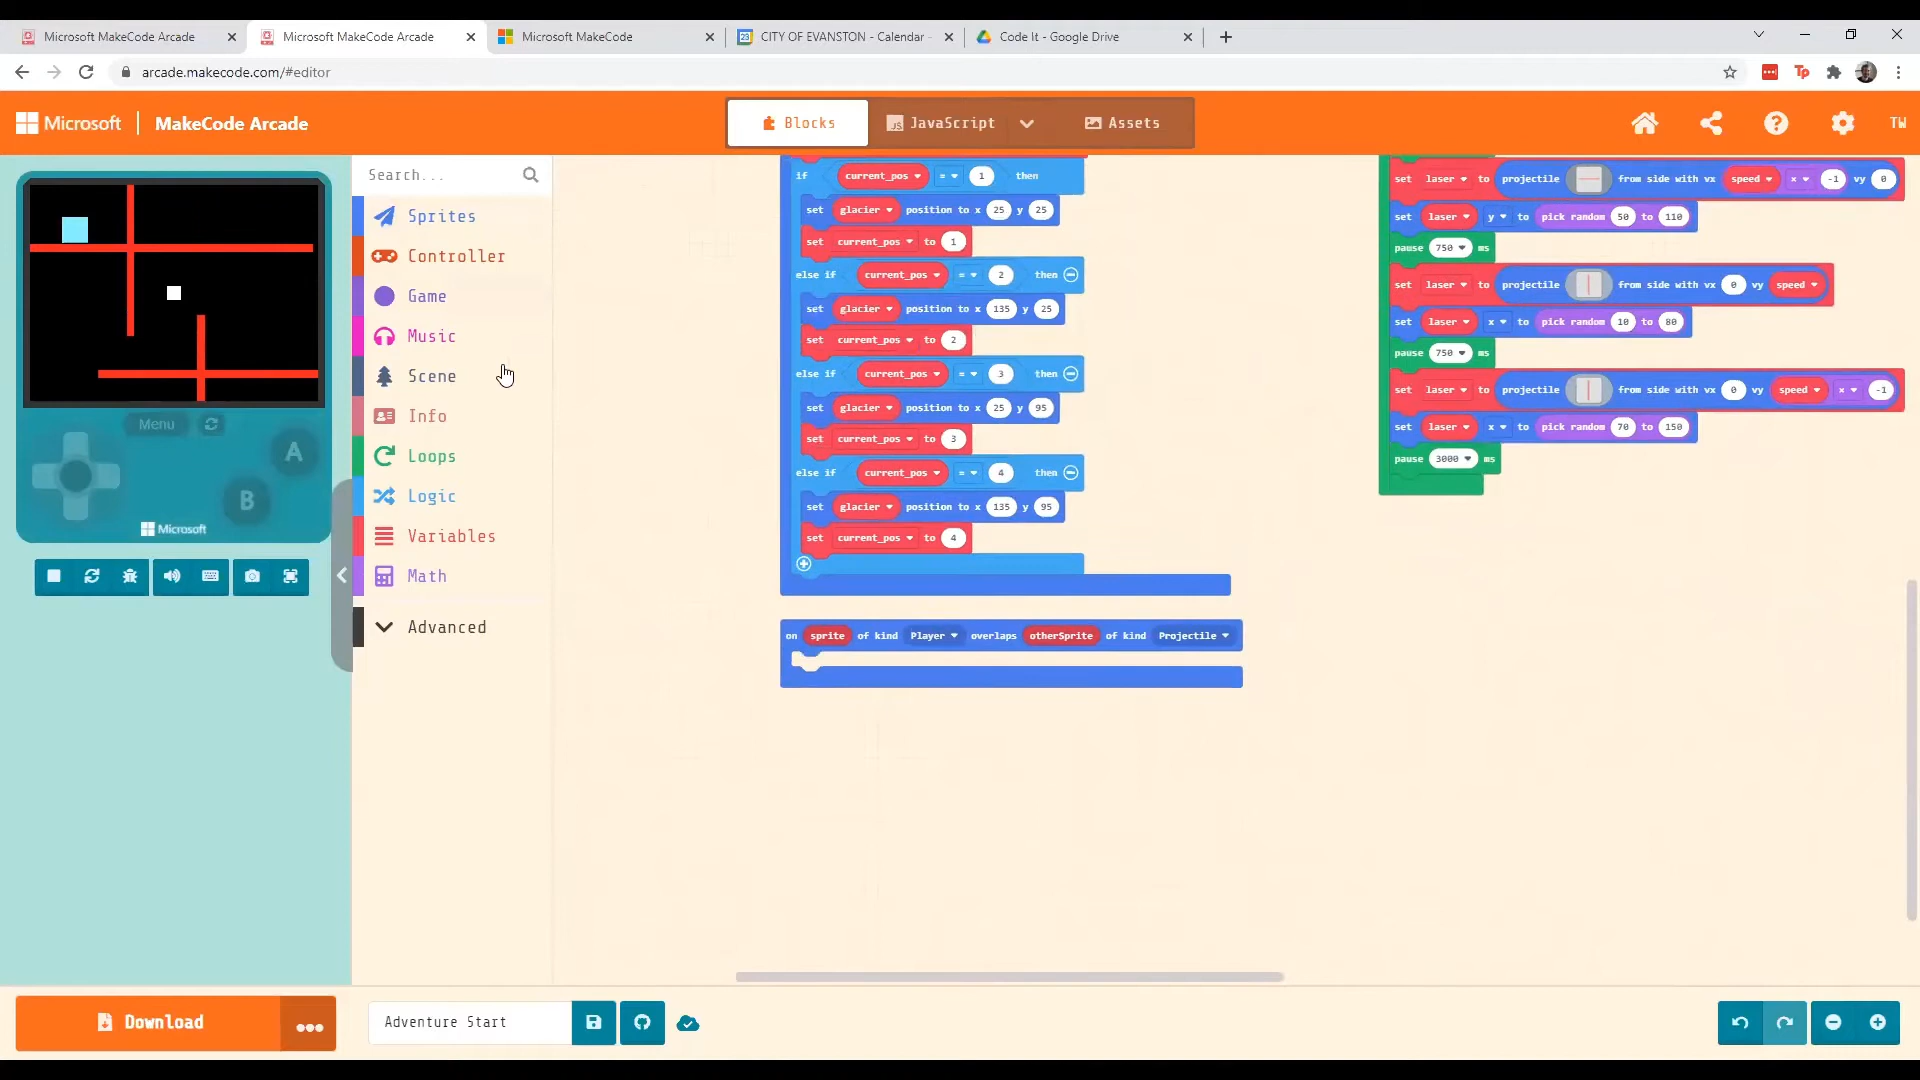 Microsoft MakeCode Arcade
Microsoft MakeCode Arcade
Microsoft MakeCode
CITY OF EVANSTON - Calendar -
Code It - Google Drive
arcade.makecode.com/#editor
Microsoft
MakeCode Arcade
Blocks
JS JavaScript
Assets
TW
Menu
A
B
Microsoft
Search...
Sprites
Controller
Game
Music
Scene
Info
Loops
Logic
Variables
Math
Advanced
if current_pos = 1 then
set glacier position to x 25 y 25
set current_pos to 1
else if current_pos = 2 then
set glacier position to x 135 y 25
set current_pos to 2
else if current_pos = 3 then
set glacier position to x 25 y 95
set current_pos to 3
else if current_pos = 4 then
set glacier position to x 135 y 95
set current_pos to 4
on sprite of kind Player overlaps otherSprite of kind Projectile
set laser to projectile from side with vx speed x -1 vy 0
set laser y to pick random 50 to 110
pause 750 ms
set laser to projectile from side with vx 0 vy speed
set laser x to pick random 10 to 80
pause 750 ms
set laser to projectile from side with vx 0 vy speed x -1
set laser x to pick random 70 to 150
pause 3000 ms
Download
Adventure Start